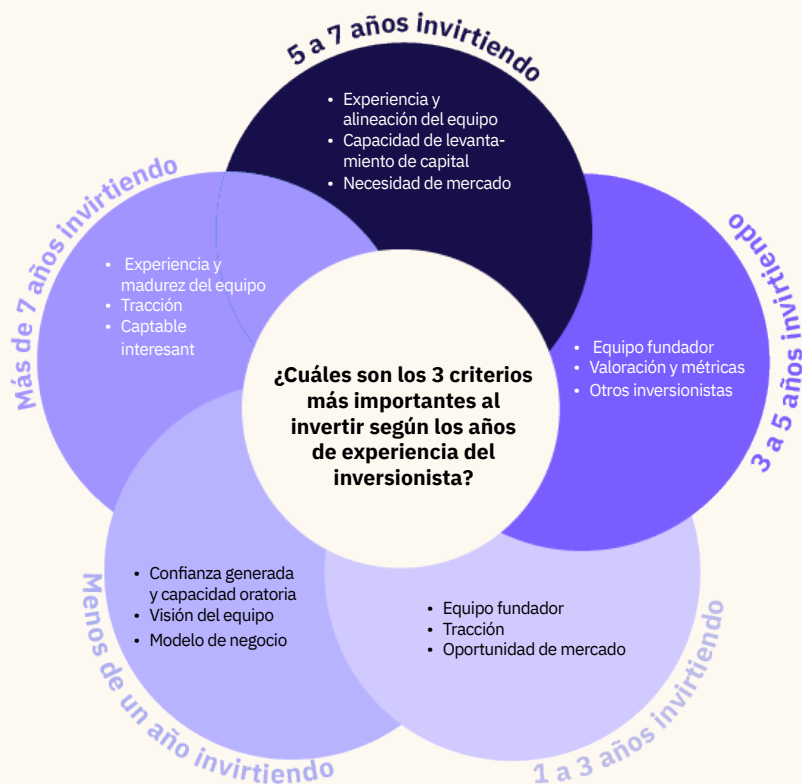 5 a 7 años invirtiendo
• Experiencia y
alineación del equipo
• Capacidad de levanta-
miento de capital
• Necesidad de mercado
3 a 5 años invirtiendo
• Equipo fundador
• Valoración y métricas
• Otros inversionistas
1 a 3 años invirtiendo
• Equipo fundador
• Tracción
• Oportunidad de mercado
Menos de un año invirtiendo
• Confianza generada
y capacidad oratoria
• Visión del equipo
• Modelo de negocio
Más de 7 años invirtiendo
• Experiencia y
madurez del equipo
• Tracción
• Captable
interesant
¿Cuáles son los 3 criterios
más importantes al
invertir según los años
de experiencia del
inversionista?